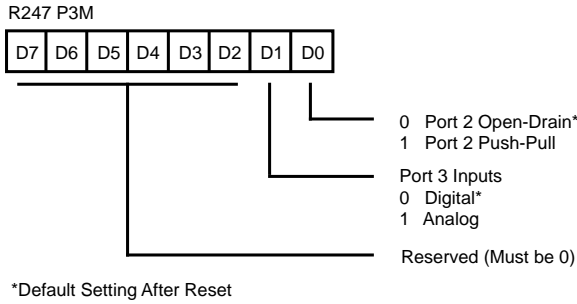 R247 P3M
D7 D6 D5 D4 D3 D2 D1 D0
0 Port 2 Open-Drain*
1 Port 2 Push-Pull
Port 3 Inputs
0 Digital*
1 Analog
Reserved (Must be 0)
*Default Setting After Reset